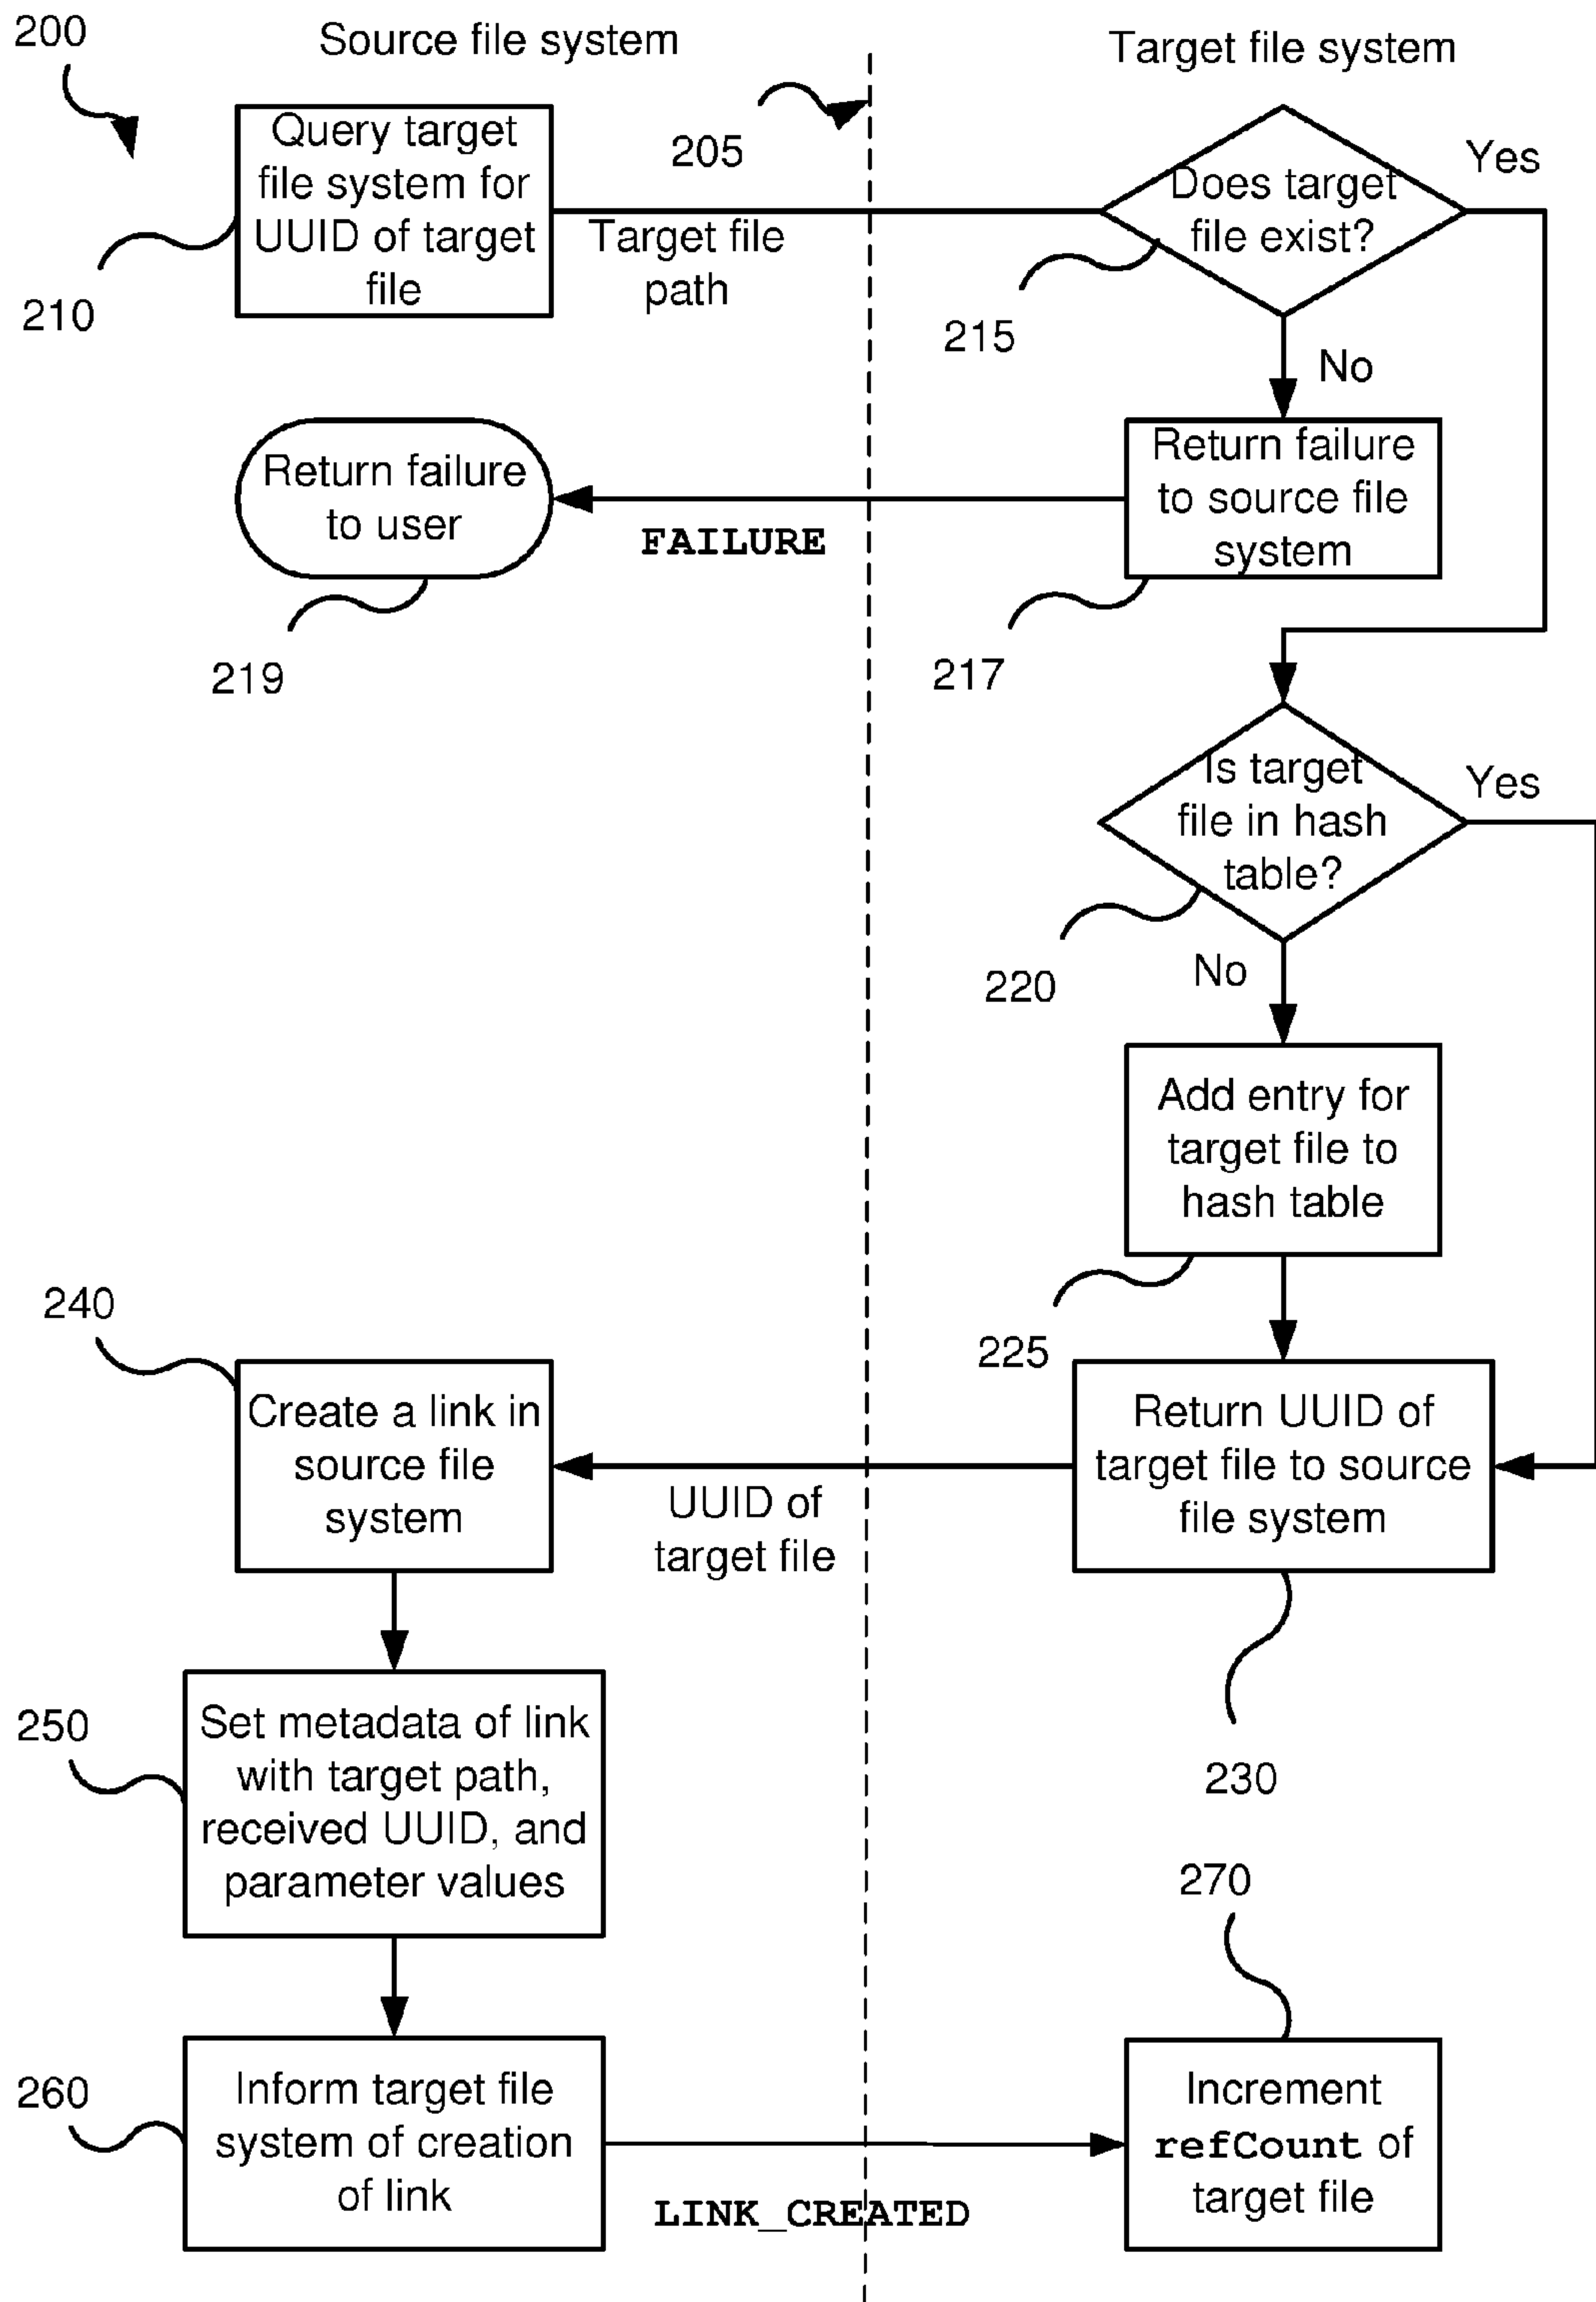 200
Source file system
Target file system
Query target
file system for
UUID of target
file
210
205
Target file
path
Does target
file exist?
Yes
215
No
Return failure
to user
219
FAILURE
Return failure
to source file
system
217
Is target
file in hash
table?
Yes
220
No
Add entry for
target file to
hash table
225
240
Create a link in
source file
system
UUID of
target file
Return UUID of
target file to source
file system
230
250
Set metadata of link
with target path,
received UUID, and
parameter values
270
260
Inform target file
system of creation
of link
LINK_CREATED
Increment
refCount of
target file